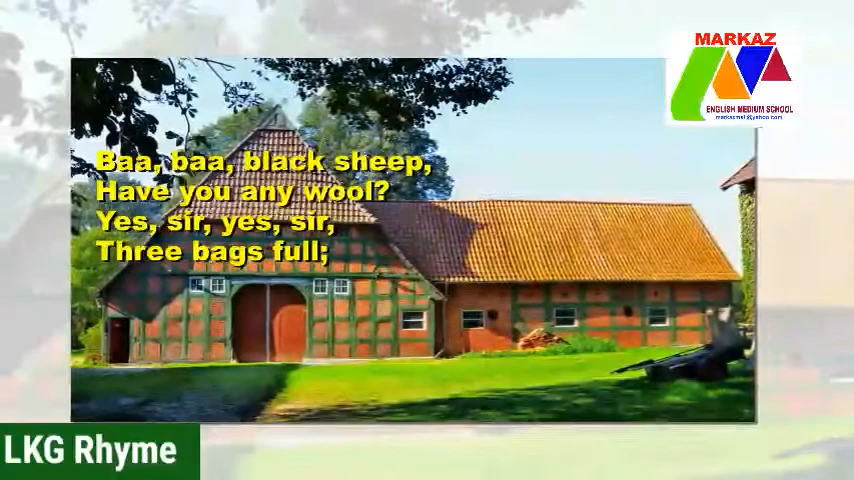 MARKAZ
ENGLISH MEDIUM SCHOOL
Baa, baa, black sheep,
Have you any wool?
Yes, sir, yes, sir,
Three bags full;
LKG Rhyme